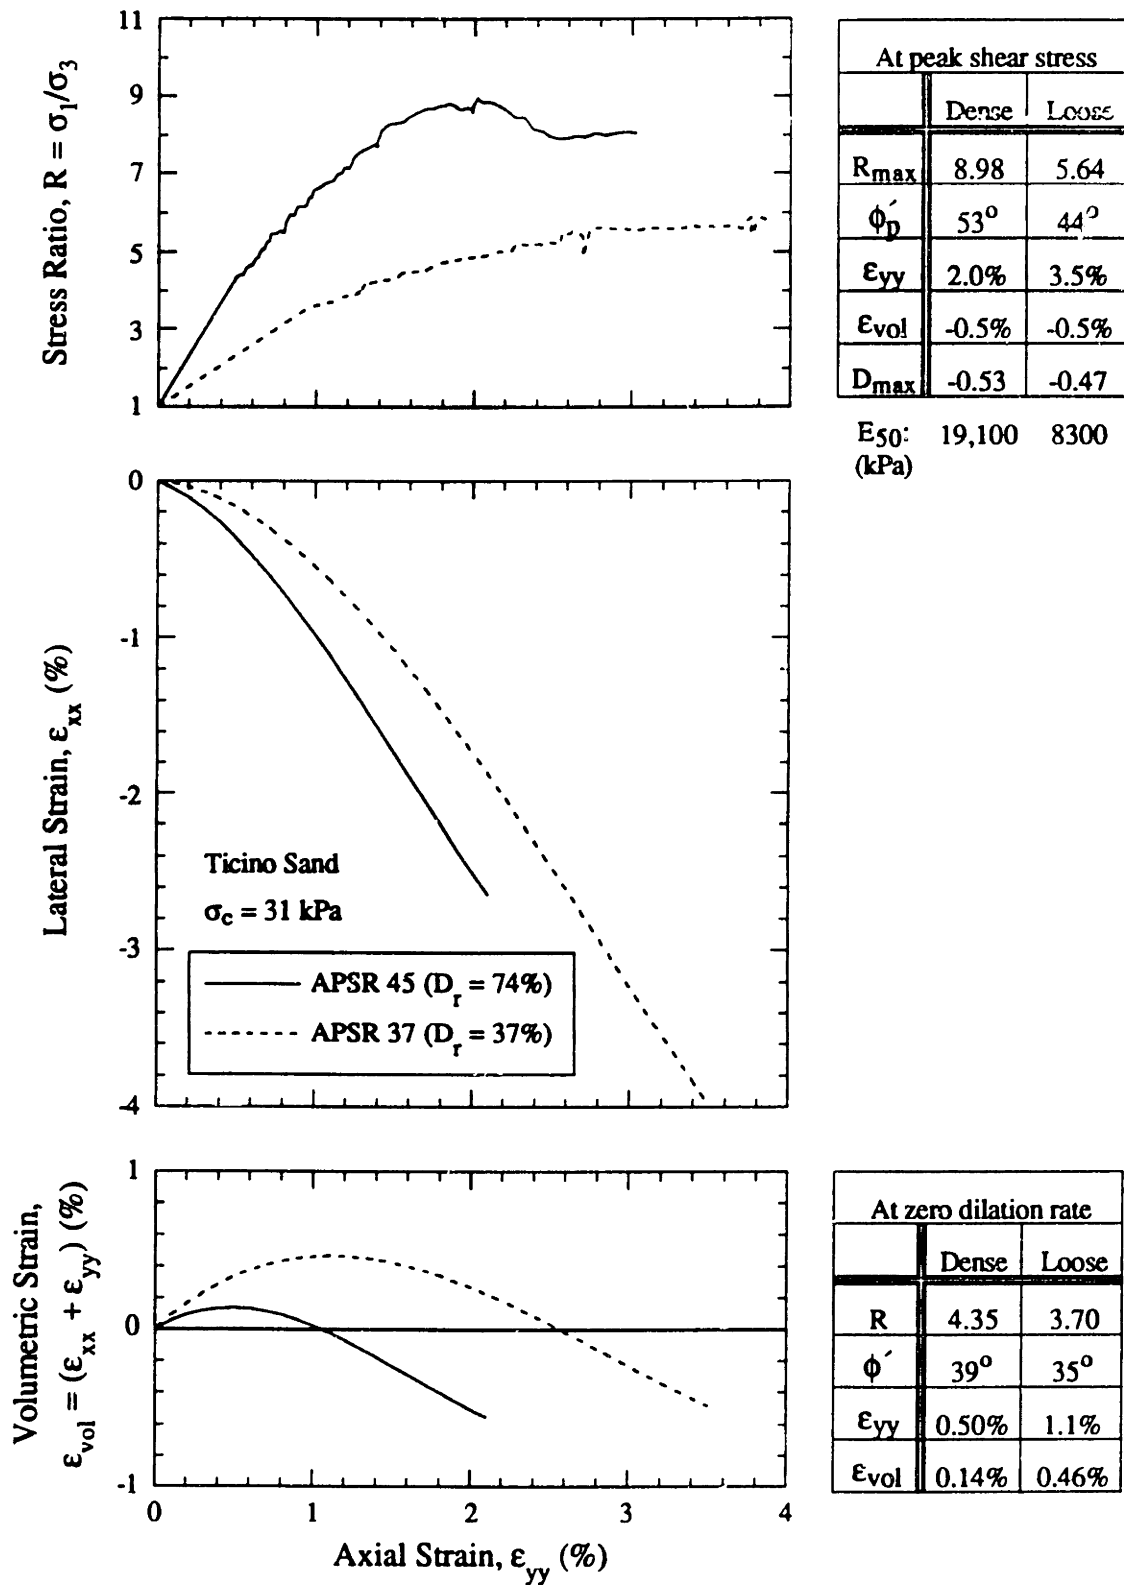 11
9
7
5
3
1
Stress Ratio, R = σ1/σ3
At peak shear stress
Dense Loose
Rmax 8.98 5.64
ϕ′p 53° 44°
εyy 2.0% 3.5%
εvol -0.5% -0.5%
Dmax -0.53 -0.47
E50: 19,100 8300
(kPa)
0
-1
-2
-3
-4
Lateral Strain, εxx (%)
Ticino Sand
σc = 31 kPa
APSR 45 (Dr = 74%)
APSR 37 (Dr = 37%)
1
0
-1
Volumetric Strain,
εvol = (εxx + εyy) (%)
0 1 2 3 4
Axial Strain, εyy (%)
At zero dilation rate
Dense Loose
R 4.35 3.70
ϕ′ 39° 35°
εyy 0.50% 1.1%
εvol 0.14% 0.46%